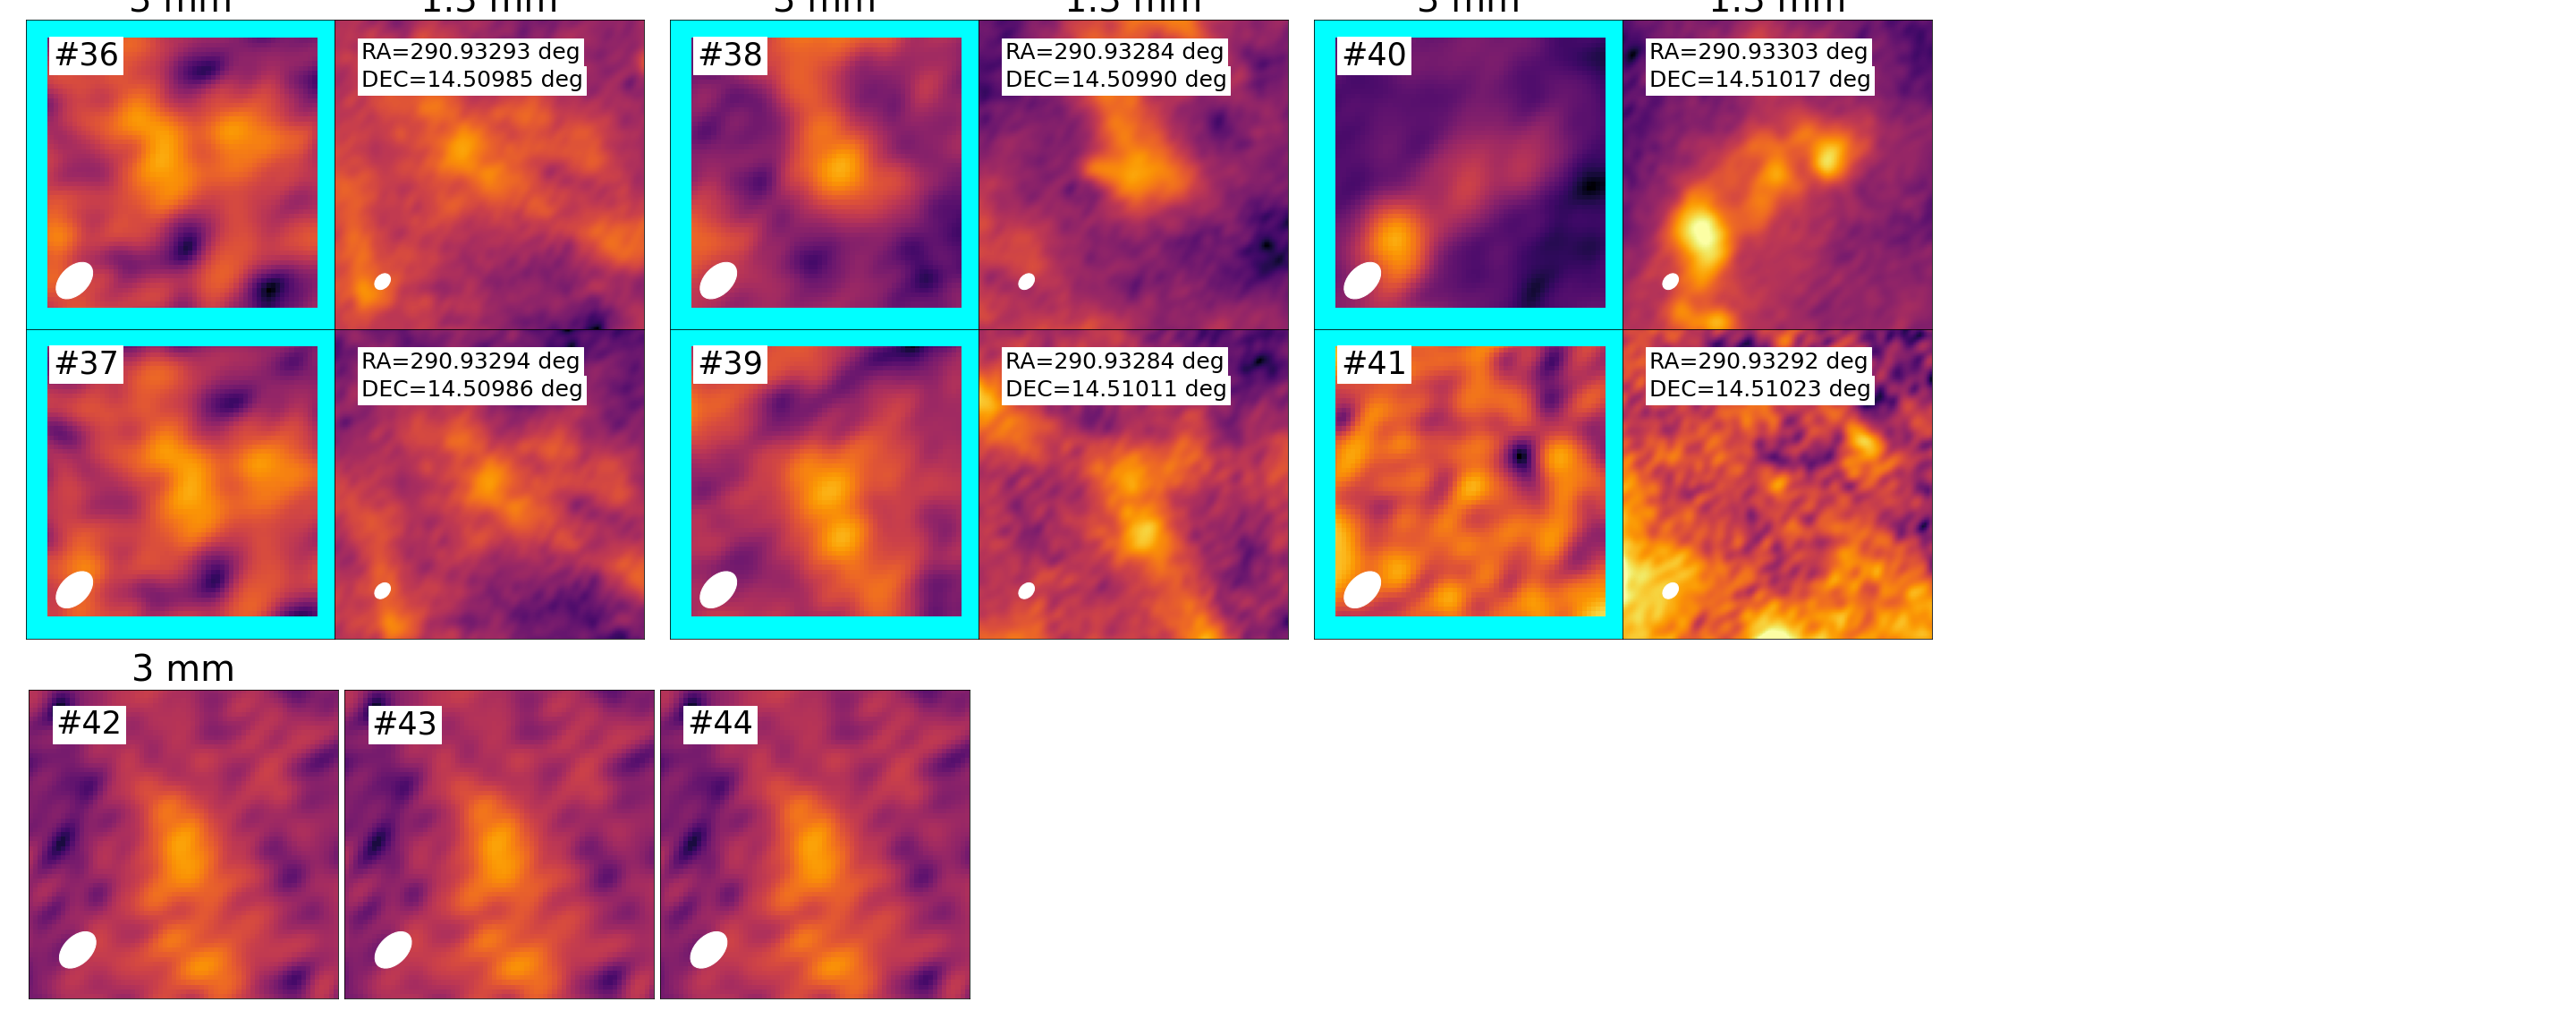 #36
RA=290.93293 deg
DEC=14.50985 deg
#38
RA=290.93284 deg
DEC=14.50990 deg
#40
RA=290.93303 deg
DEC=14.51017 deg
#37
RA=290.93294 deg
DEC=14.50986 deg
#39
RA=290.93284 deg
DEC=14.51011 deg
#41
RA=290.93292 deg
DEC=14.51023 deg
3 mm
#42
#43
#44